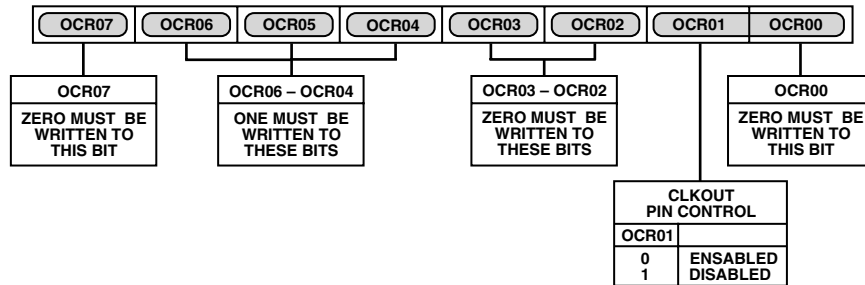 OCR07 OCR06 OCR05 OCR04 OCR03 OCR02 OCR01 OCR00
OCR07
ZERO MUST BE
WRITTEN TO
THIS BIT
OCR06 – OCR04
ONE MUST BE
WRITTEN TO
THESE BITS
OCR03 – OCR02
ZERO MUST BE
WRITTEN TO
THESE BITS
OCR00
ZERO MUST BE
WRITTEN TO
THIS BIT
CLKOUT
PIN CONTROL
OCR01
0 ENSABLED
1 DISABLED